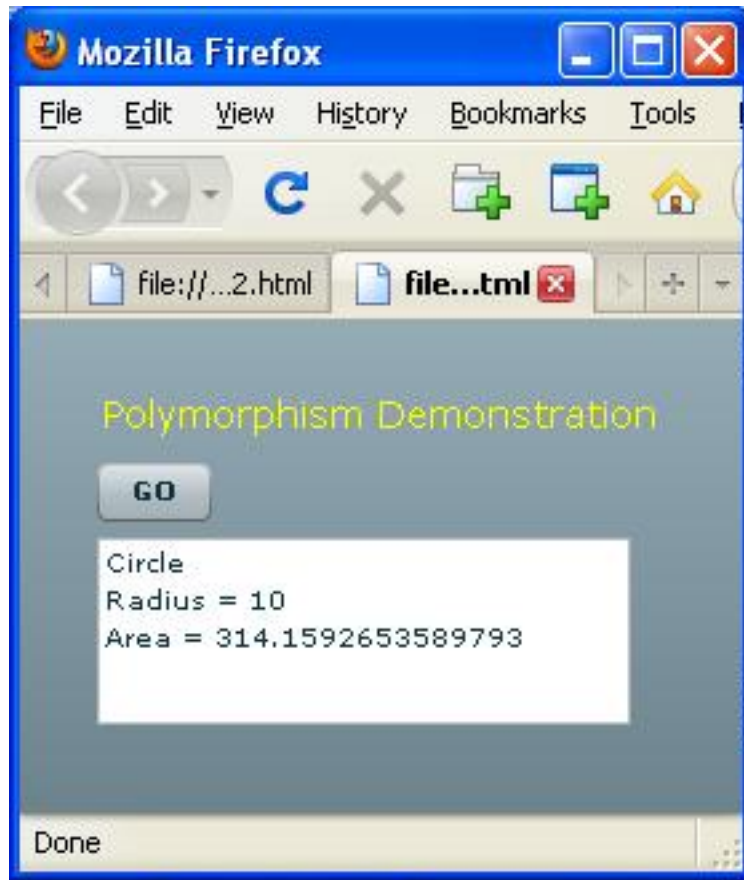 Mozilla Firefox
File Edit View History Bookmarks Tools
file://...2.html file...tml
Polymorphism Demonstration
GO
Circle
Radius = 10
Area = 314.1592653589793
Done